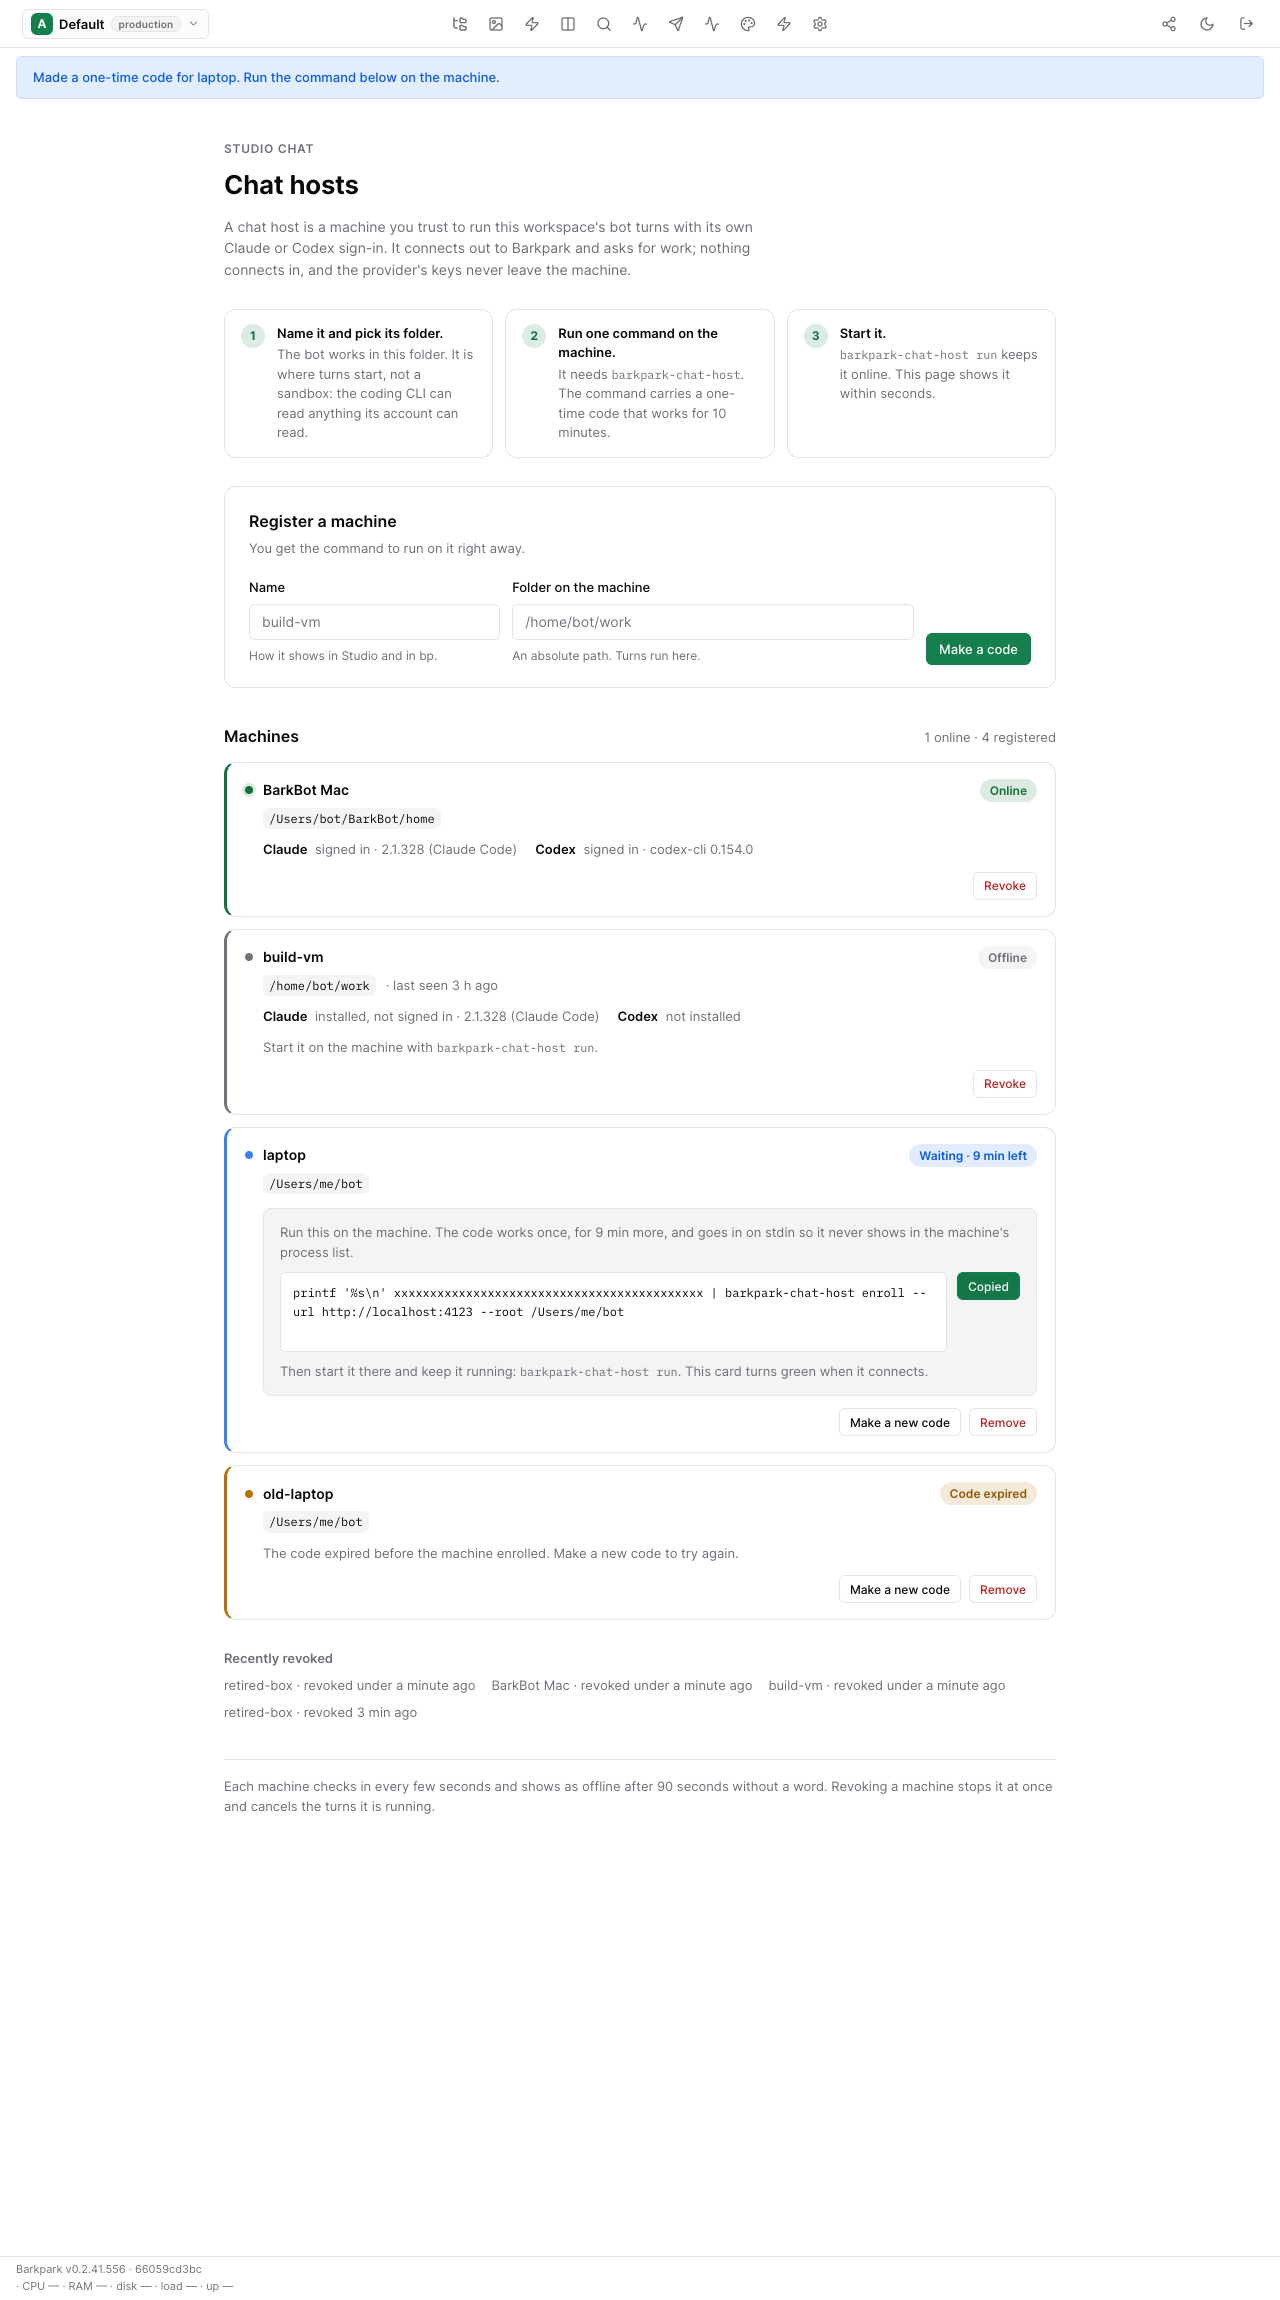 A Default production
Made a one-time code for laptop. Run the command below on the machine.
STUDIO CHAT
Chat hosts
A chat host is a machine you trust to run this workspace's bot turns with its own
Claude or Codex sign-in. It connects out to Barkpark and asks for work; nothing
connects in, and the provider's keys never leave the machine.
1
Name it and pick its folder.
The bot works in this folder. It is
where turns start, not a
sandbox: the coding CLI can
read anything its account can
read.
2
Run one command on the
machine.
It needs barkpark-chat-host.
The command carries a one-
time code that works for 10
minutes.
3
Start it.
barkpark-chat-host run keeps
it online. This page shows it
within seconds.
Register a machine
You get the command to run on it right away.
Name
build-vm
How it shows in Studio and in bp.
Folder on the machine
/home/bot/work
An absolute path. Turns run here.
Make a code
Machines
1 online · 4 registered
BarkBot Mac
Online
/Users/bot/BarkBot/home
Claude signed in · 2.1.328 (Claude Code) Codex signed in · codex-cli 0.154.0
Revoke
build-vm
Offline
/home/bot/work · last seen 3 h ago
Claude installed, not signed in · 2.1.328 (Claude Code) Codex not installed
Start it on the machine with barkpark-chat-host run.
Revoke
laptop
Waiting · 9 min left
/Users/me/bot
Run this on the machine. The code works once, for 9 min more, and goes in on stdin so it never shows in the machine's
process list.
printf '%s\n' xxxxxxxxxxxxxxxxxxxxxxxxxxxxxxxxxxxxxxxxxxx | barkpark-chat-host enroll --
url http://localhost:4123 --root /Users/me/bot
Copied
Then start it there and keep it running: barkpark-chat-host run. This card turns green when it connects.
Make a new code
Remove
old-laptop
Code expired
/Users/me/bot
The code expired before the machine enrolled. Make a new code to try again.
Make a new code
Remove
Recently revoked
retired-box · revoked under a minute ago BarkBot Mac · revoked under a minute ago build-vm · revoked under a minute ago
retired-box · revoked 3 min ago
Each machine checks in every few seconds and shows as offline after 90 seconds without a word. Revoking a machine stops it at once
and cancels the turns it is running.
Barkpark v0.2.41.556 · 66059cd3bc
· CPU — · RAM — · disk — · load — · up —